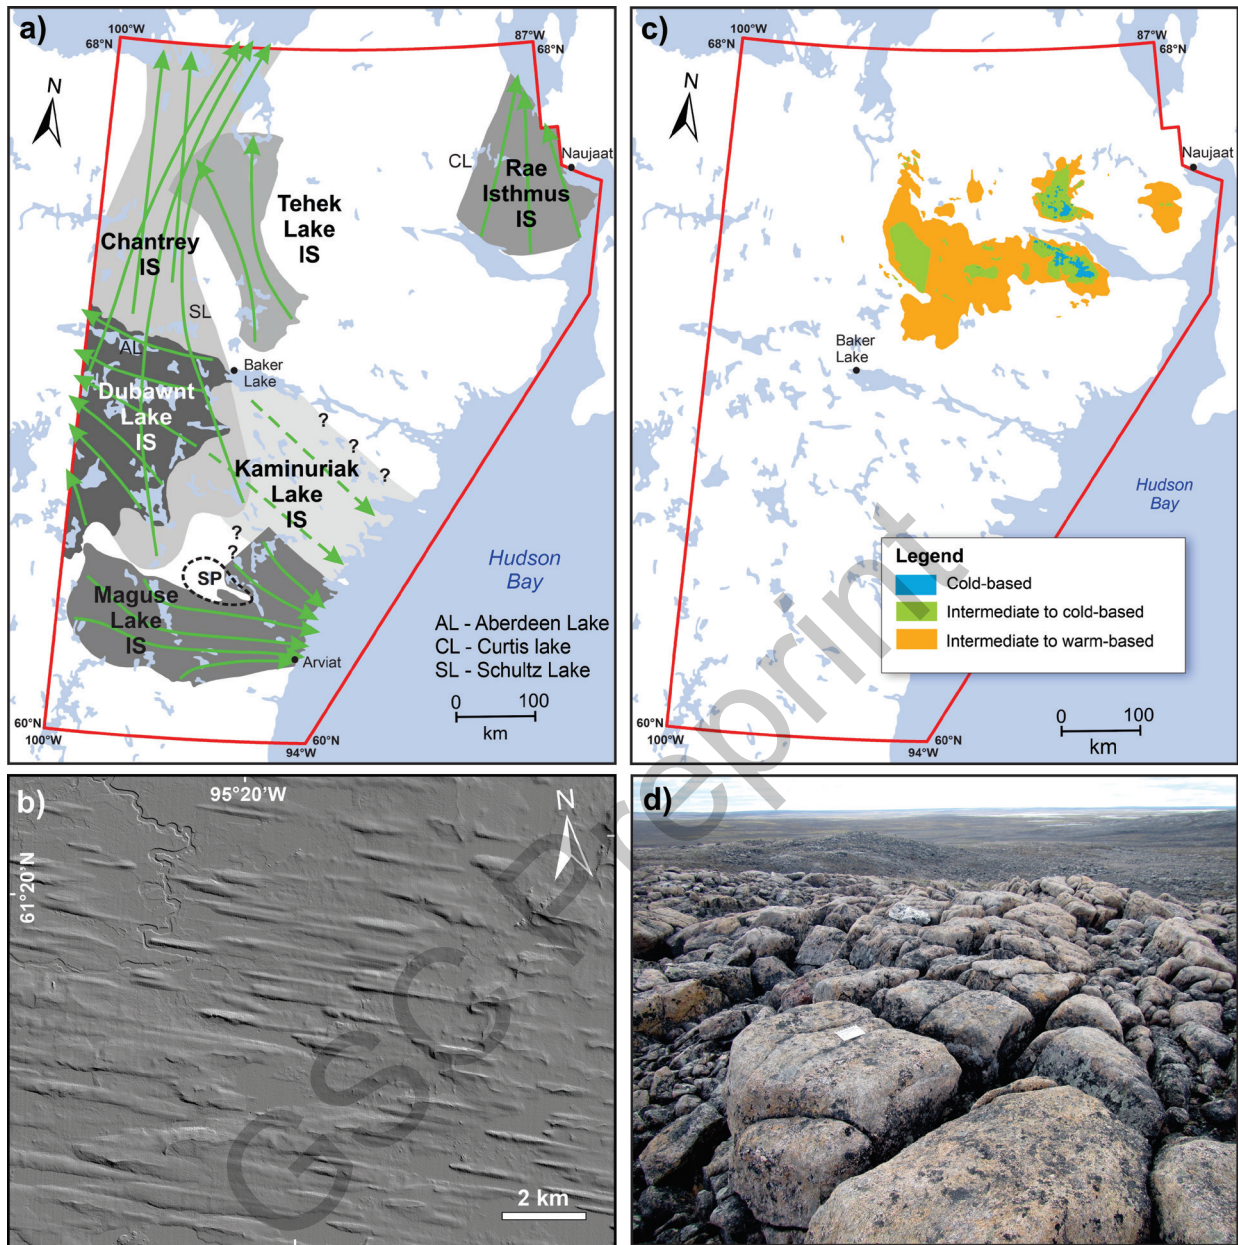 a)
100°W
68°N
87°W
68°N
N
CL
Naujaat
Rae
Isthmus
IS
Tehek
Lake
IS
Chantrey
IS
SL
AL
Baker
Lake
Dubawnt
Lake
IS
?
?
?
Kaminuriak
Lake
IS
?
?
SP
Maguse
Lake
IS
Arviat
Hudson
Bay
AL - Aberdeen Lake
CL - Curtis lake
SL - Schultz Lake
0 100
km
60°N
100°W
60°N
94°W
c)
100°W
68°N
87°W
68°N
N
Naujaat
Baker
Lake
Hudson
Bay
Legend
Cold-based
Intermediate to cold-based
Intermediate to warm-based
0 100
km
60°N
100°W
60°N
94°W
b)
95°20'W
N
61°20'N
2 km
d)
GSC Preprint